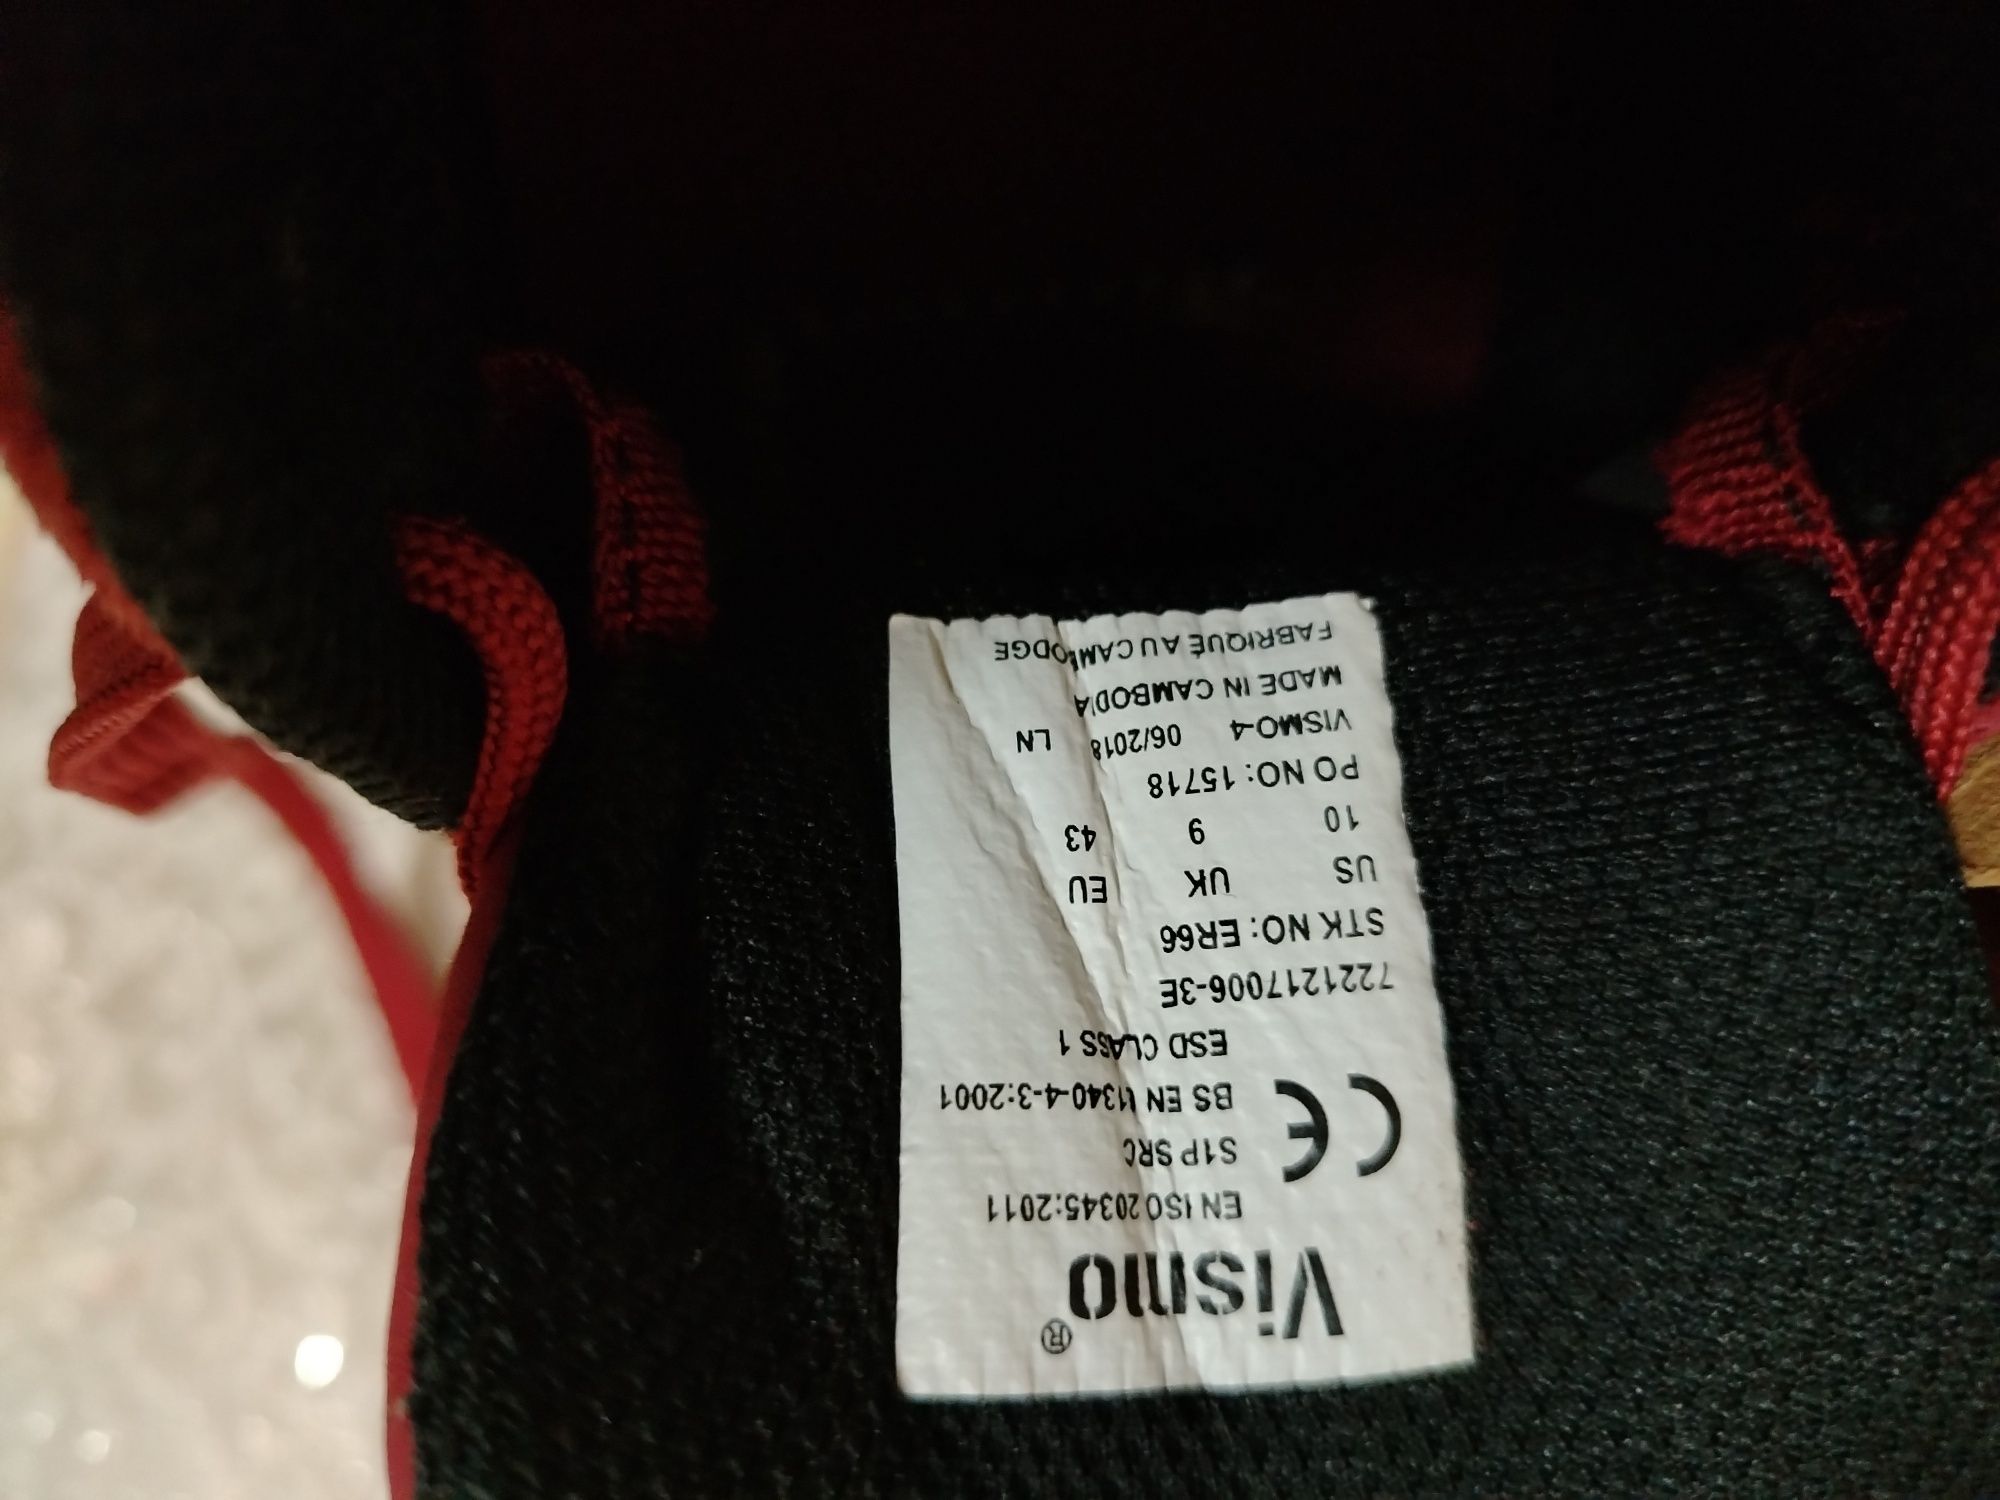 Vismo®
EN ISO 20345:2011
S1P SRC
CE
BS EN 61340-4-3:2001
ESD CLASS 1
7221217006-3E
STK NO: ER66
US UK EU
10 9 43
PO NO: 15718
VISMO-4 06/2018 LN
MADE IN CAMBODIA
FABRIQUÉ AU CAMBODGE